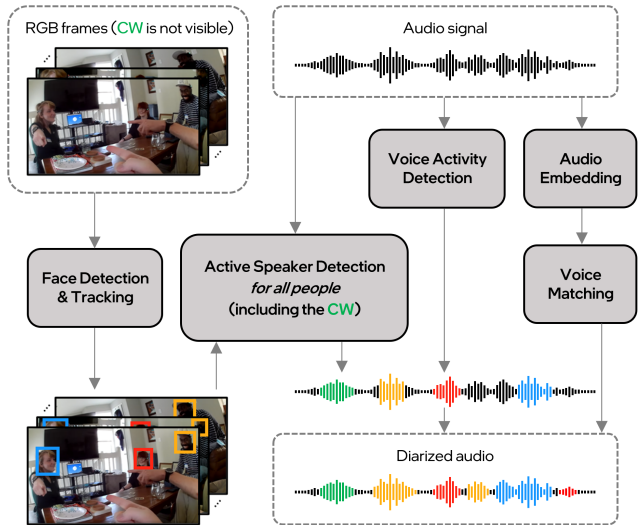 RGB frames (CW is not visible)
Audio signal
Voice Activity
Detection
Audio
Embedding
Face Detection
& Tracking
Active Speaker Detection
for all people
(including the CW)
Voice
Matching
Diarized audio